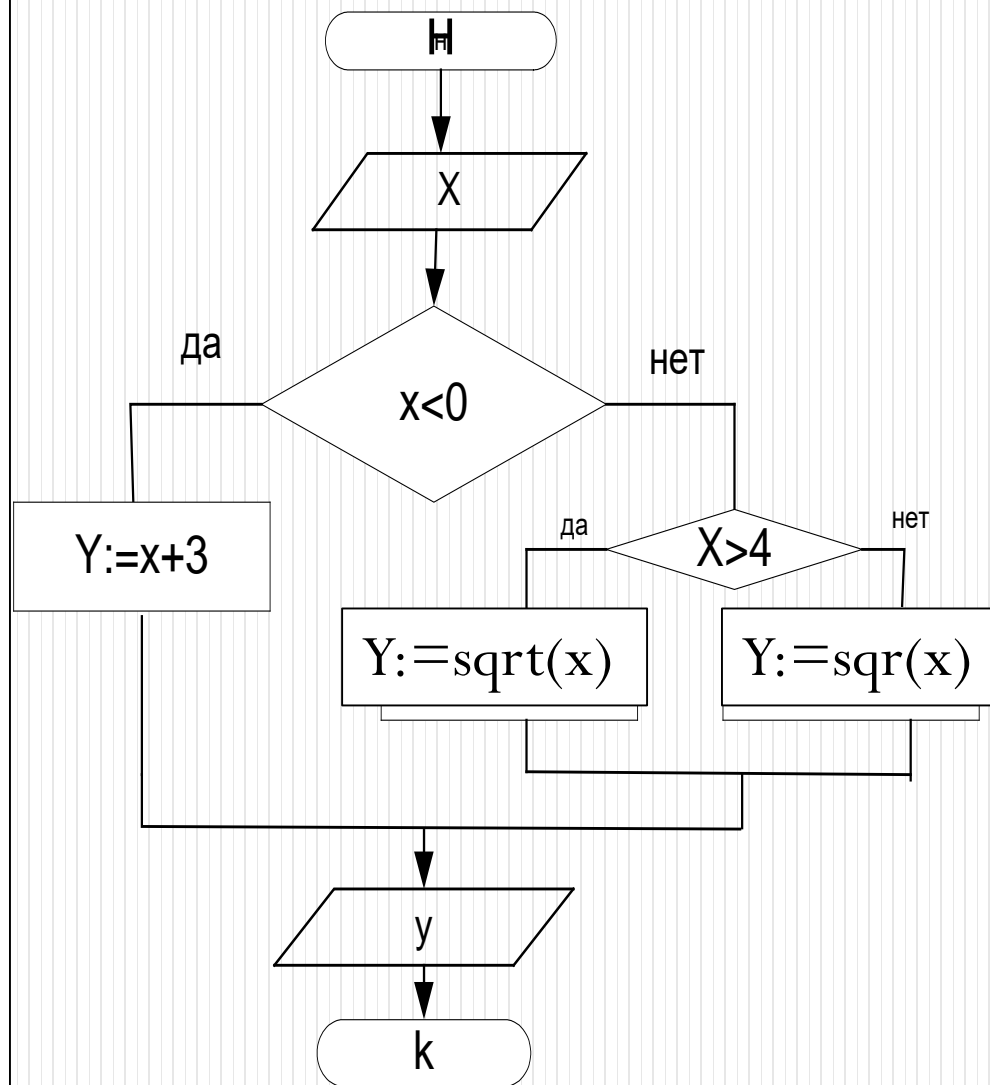 Н
X
да
нет
x<0
Y:=x+3
да
X>4
нет
Y:=sqrt(x)
Y:=sqr(x)
y
k